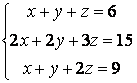 x + y + z = 6
2x + 2y + 3z = 15
x + y + 2z = 9